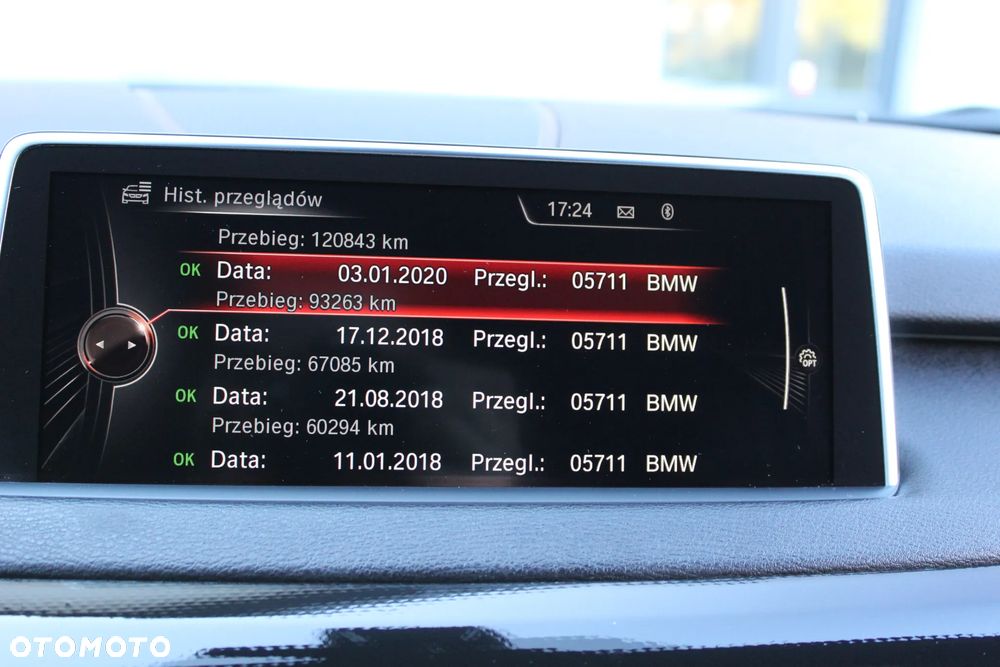 Hist. przeglądów
17:24
Przebieg: 120843 km
OK Data: 03.01.2020 Przegl.: 05711 BMW
Przebieg: 93263 km
OK Data: 17.12.2018 Przegl.: 05711 BMW
Przebieg: 67085 km
OPT
OK Data: 21.08.2018 Przegl.: 05711 BMW
Przebieg: 60294 km
OK Data: 11.01.2018 Przegl.: 05711 BMW
OTOMOTO